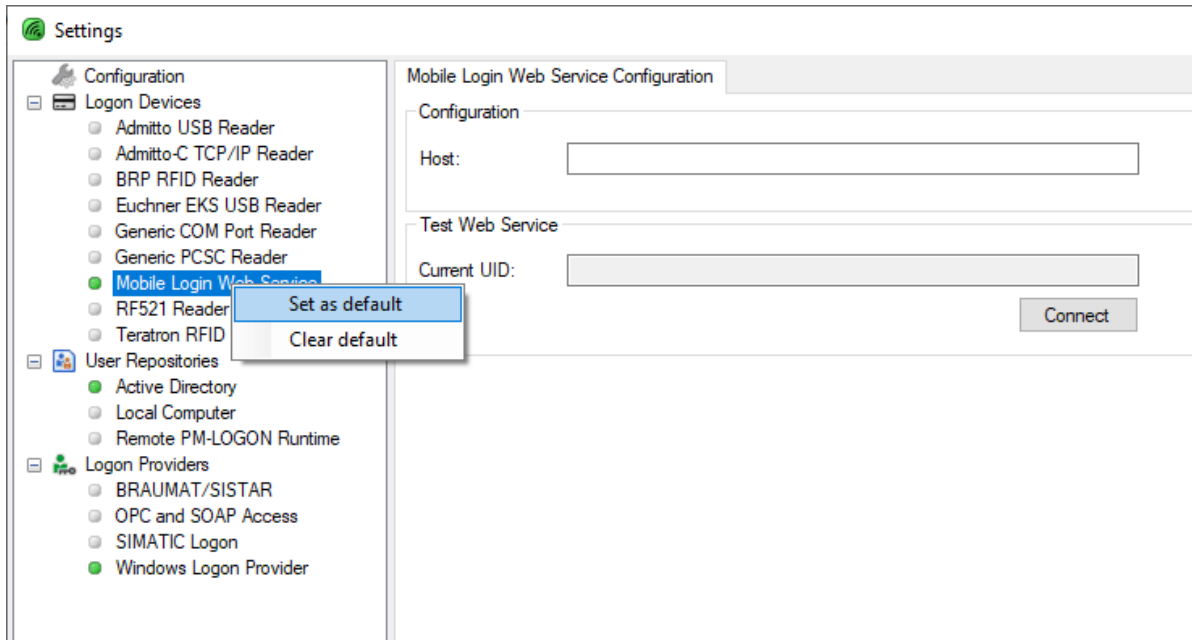 Settings
Configuration
Logon Devices
Admitto USB Reader
Admitto-C TCP/IP Reader
BRP RFID Reader
Euchner EKS USB Reader
Generic COM Port Reader
Generic PCSC Reader
Mobile Login Web Service
RF521 Reader
Teratron RFID
User Repositories
Active Directory
Local Computer
Remote PM-LOGON Runtime
Logon Providers
BRAUMAT/SISTAR
OPC and SOAP Access
SIMATIC Logon
Windows Logon Provider
Set as default
Clear default
Mobile Login Web Service Configuration
Configuration
Host:
Test Web Service
Current UID:
Connect